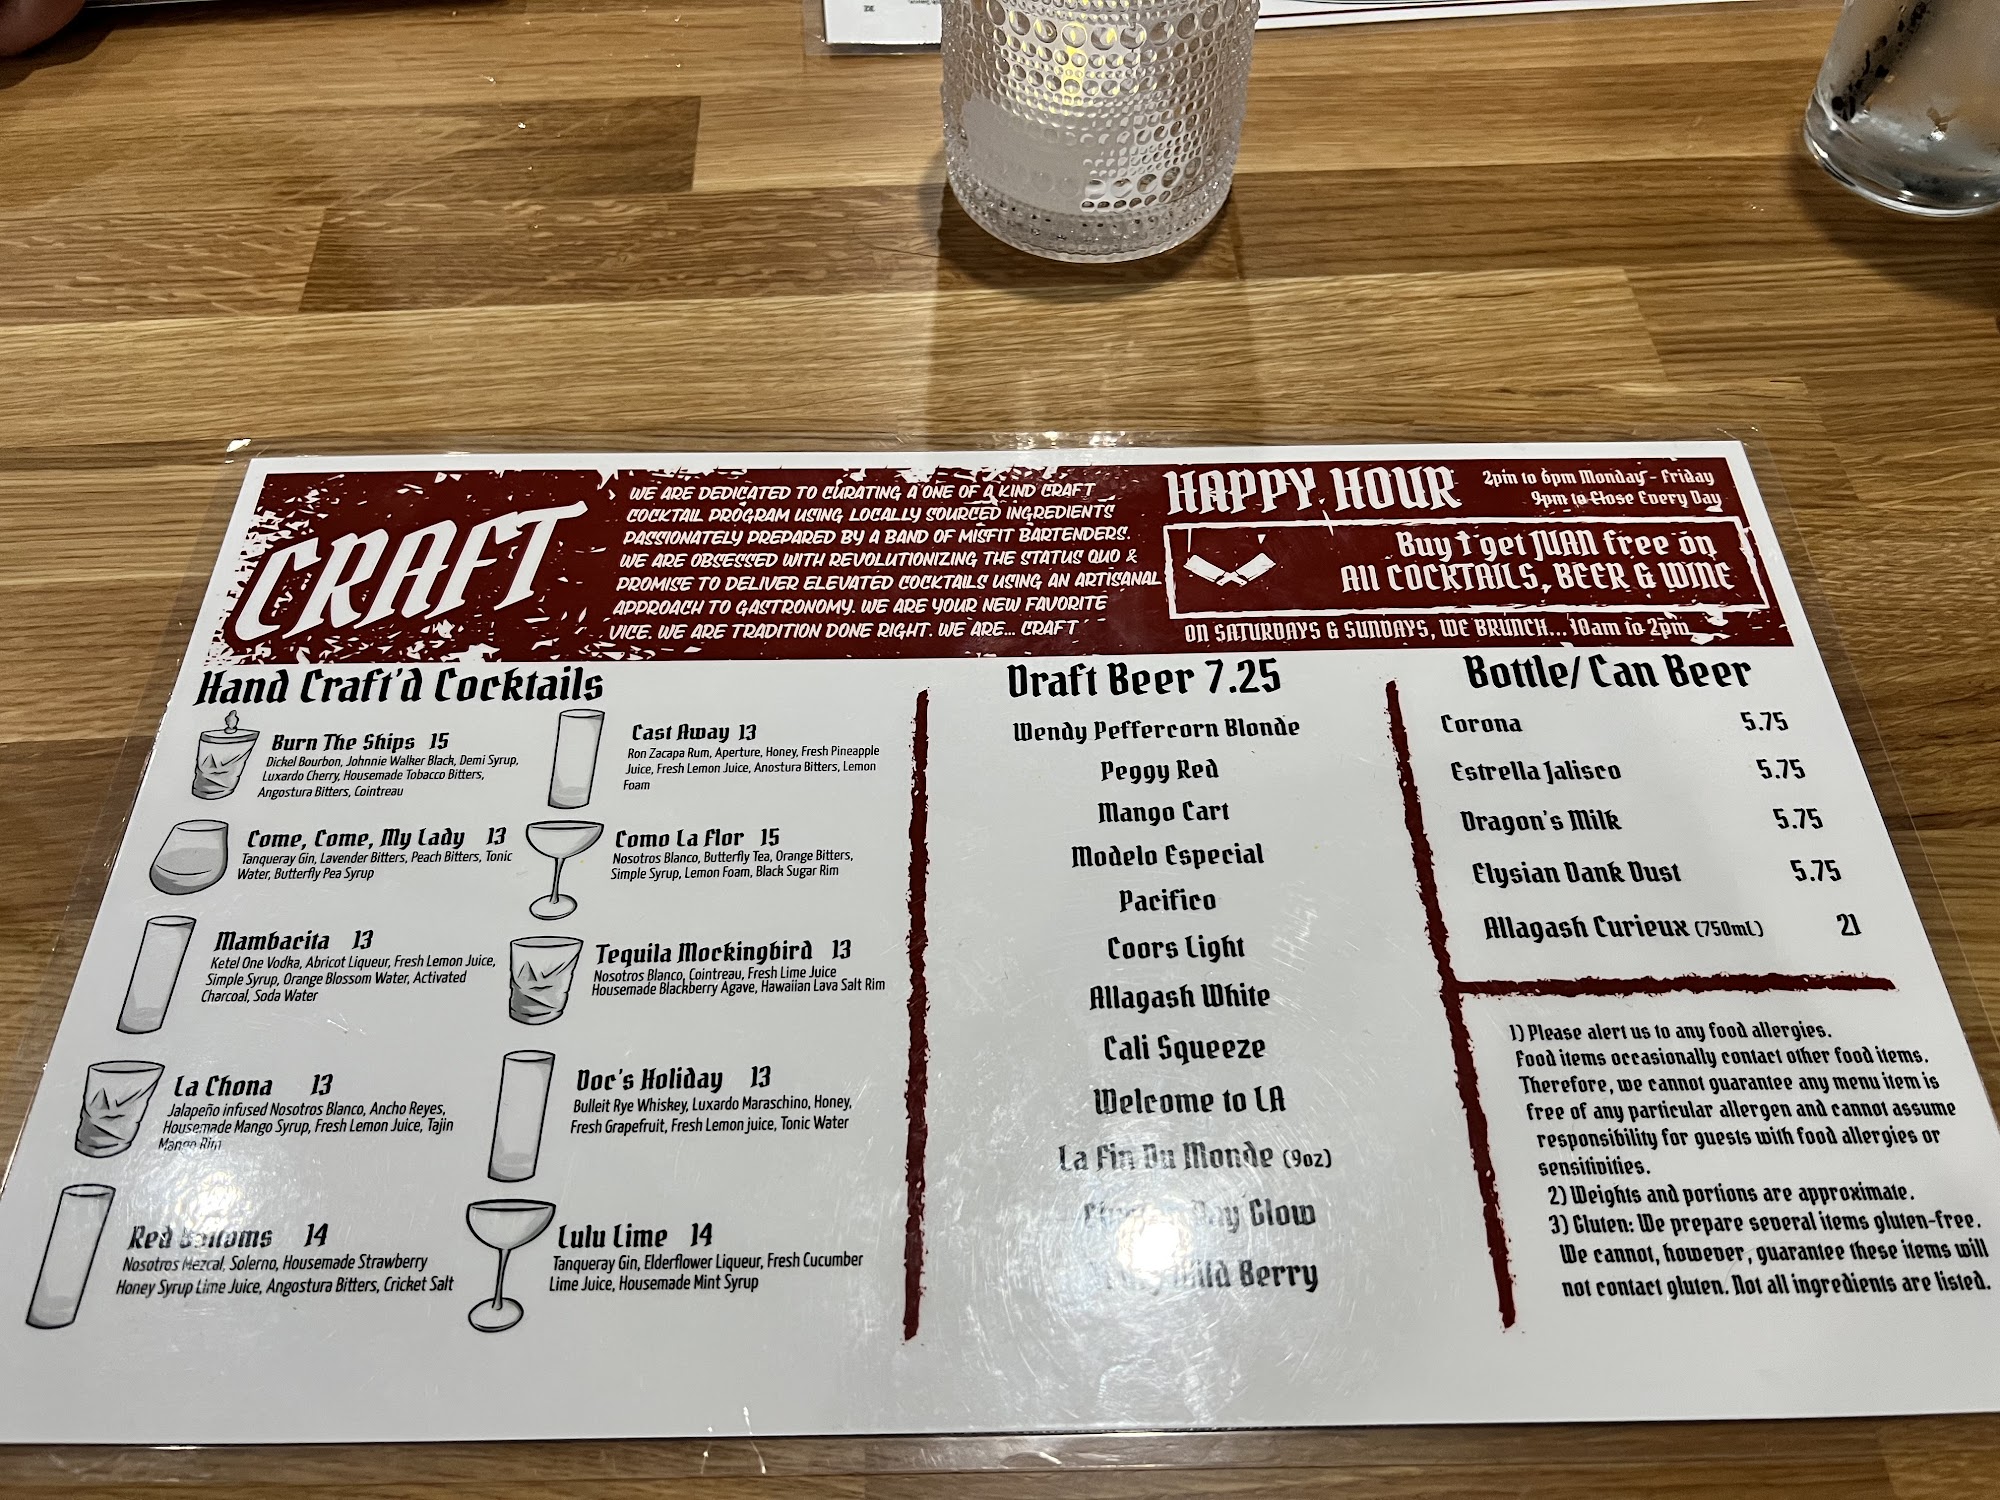 CRAFT
WE ARE DEDICATED TO CURATING A ONE OF A KIND CRAFT
COCKTAIL PROGRAM USING LOCALLY SOURCED INGREDIENTS
PASSIONATELY PREPARED BY A BAND OF MISFIT BARTENDERS.
WE ARE OBSESSED WITH REVOLUTIONIZING THE STATUS QUO &
PROMISE TO DELIVER ELEVATED COCKTAILS USING AN ARTISANAL
APPROACH TO GASTRONOMY. WE ARE YOUR NEW FAVORITE
VICE. WE ARE TRADITION DONE RIGHT. WE ARE... CRAFT
HAPPY HOUR
2pm to 6pm Monday - Friday
9pm to Close Every Day
Buy 1 get JUAN free on
All COCKTAILS, BEER & WINE
ON SATURDAYS & SUNDAYS, WE BRUNCH... 10am to 2pm
Hand Craft'd Cocktails
Burn The Ships 15
Dickel Bourbon, Johnnie Walker Black, Demi Syrup,
Luxardo Cherry, Housemade Tobacco Bitters,
Angostura Bitters, Cointreau
Come, Come, My Lady 13
Tanqueray Gin, Lavender Bitters, Peach Bitters, Tonic
Water, Butterfly Pea Syrup
Mambacita 13
Ketel One Vodka, Abricot Liqueur, Fresh Lemon Juice,
Simple Syrup, Orange Blossom Water, Activated
Charcoal, Soda Water
La Chona 13
Jalapeño infused Nosotros Blanco, Ancho Reyes,
Housemade Mango Syrup, Fresh Lemon Juice, Tajin
Mango Rim
Red Bottoms 14
Nosotros Mezcal, Solerno, Housemade Strawberry
Honey Syrup Lime Juice, Angostura Bitters, Cricket Salt
Cast Away 13
Ron Zacapa Rum, Aperture, Honey, Fresh Pineapple
Juice, Fresh Lemon Juice, Anostura Bitters, Lemon
Foam
Como La Flor 15
Nosotros Blanco, Butterfly Tea, Orange Bitters,
Simple Syrup, Lemon Foam, Black Sugar Rim
Tequila Mockingbird 13
Nosotros Blanco, Cointreau, Fresh Lime Juice
Housemade Blackberry Agave, Hawaiian Lava Salt Rim
Doc's Holiday 13
Bulleit Rye Whiskey, Luxardo Maraschino, Honey,
Fresh Grapefruit, Fresh Lemon juice, Tonic Water
Lulu Lime 14
Tanqueray Gin, Elderflower Liqueur, Fresh Cucumber
Lime Juice, Housemade Mint Syrup
Draft Beer 7.25
Wendy Peffercorn Blonde
Peggy Red
Mango Cart
Modelo Especial
Pacifico
Coors Light
Allagash White
Cali Squeeze
Welcome to LA
La Fin Du Monde (9oz)
Day Glow
Wild Berry
Bottle/ Can Beer
Corona 5.75
Estrella Jalisco 5.75
Dragon's Milk 5.75
Elysian Dank Dust 5.75
Allagash Curieux (750mL) 21
1) Please alert us to any food allergies.
Food items occasionally contact other food items.
Therefore, we cannot guarantee any menu item is
free of any particular allergen and cannot assume
responsibility for guests with food allergies or
sensitivities.
2) Weights and portions are approximate.
3) Gluten: We prepare several items gluten-free.
We cannot, however, guarantee these items will
not contact gluten. Not all ingredients are listed.